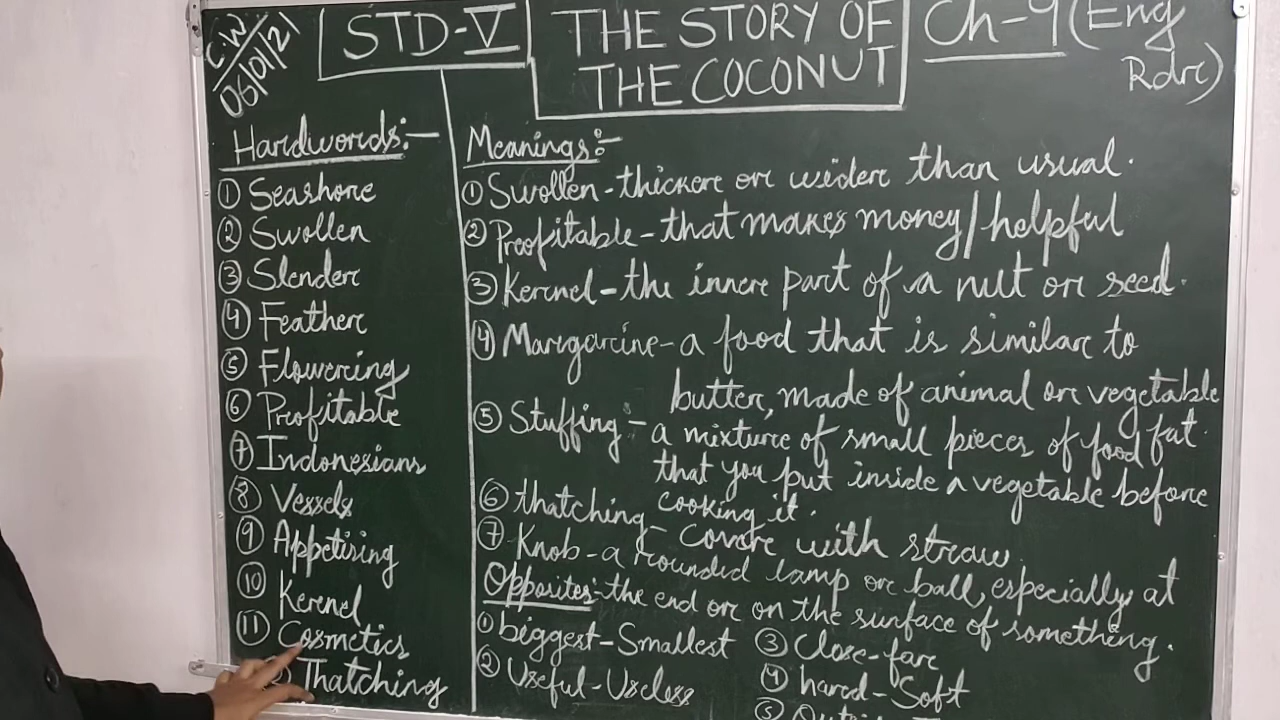 C.W/
06/01/21
STD-V
THE STORY OF
THE COCONUT
Ch-9 (Eng
Rdr)
Hardwords:-
① Seashore
② Swollen
③ Slender
④ Feather
⑤ Flowering
⑥ Profitable
⑦ Indonesians
⑧ Vessels
⑨ Appetising
⑩ Kernel
⑪ Cosmetics
Thatching
Meanings:-
① Swollen-thicker or wider than usual.
② Profitable-that makes money/helpful
③ Kernel-the inner part of a nut or seed.
④ Margarine-a food that is similar to
butter, made of animal or vegetable
fat.
⑤ Stuffing-a mixture of small pieces of food
that you put inside a vegetable before
cooking it.
⑥ thatching-cover with straw.
⑦ Knob-a rounded lamp or ball, especially at
the end or on the surface of something.
Opposites:-
① biggest-Smallest
② Useful-Useless
③ Close-far
④ hard-Soft
⑤